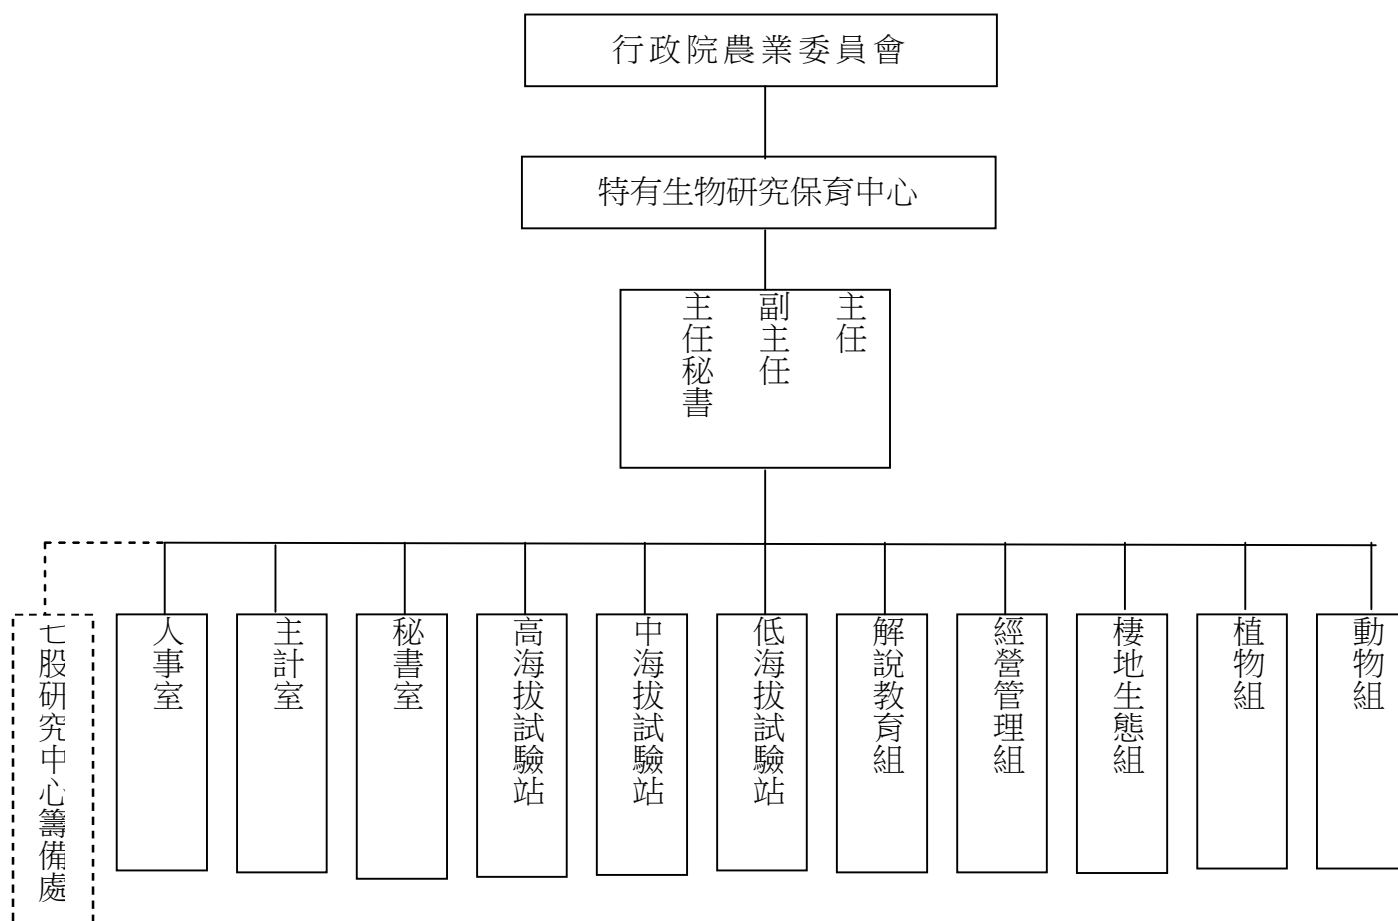 行政院農業委員會
特有生物研究保育中心
主任
副主任
主任秘書
動物組
植物組
棲地生態組
經營管理組
解說教育組
低海拔試驗站
中海拔試驗站
高海拔試驗站
秘書室
主計室
人事室
七股研究中心籌備處